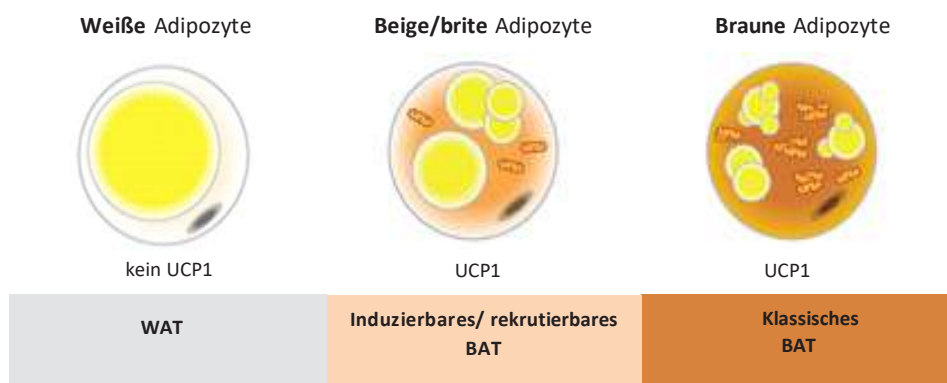 Weiße Adipozyte
Beige/brite Adipozyte
Braune Adipozyte
kein UCP1
UCP1
UCP1
WAT
Induzierbares/ rekrutierbares
BAT
Klassisches
BAT